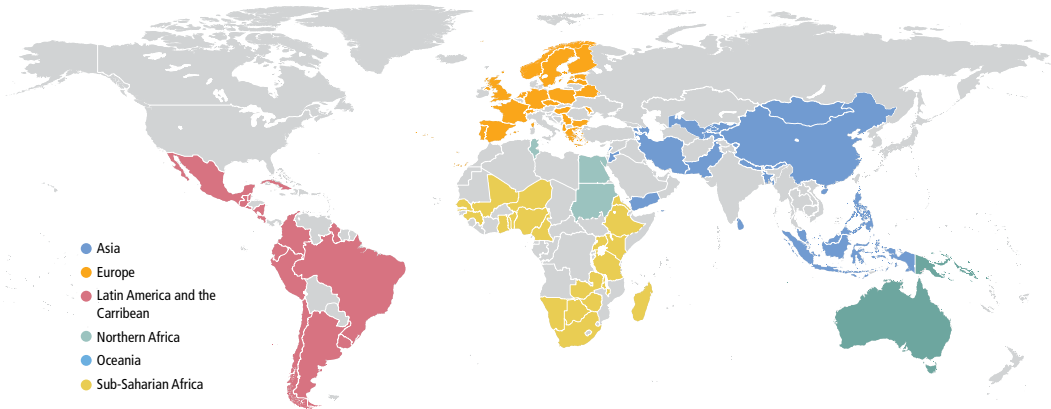 Asia
Europe
Latin America and the
Carribean
Northern Africa
Oceania
Sub-Saharian Africa